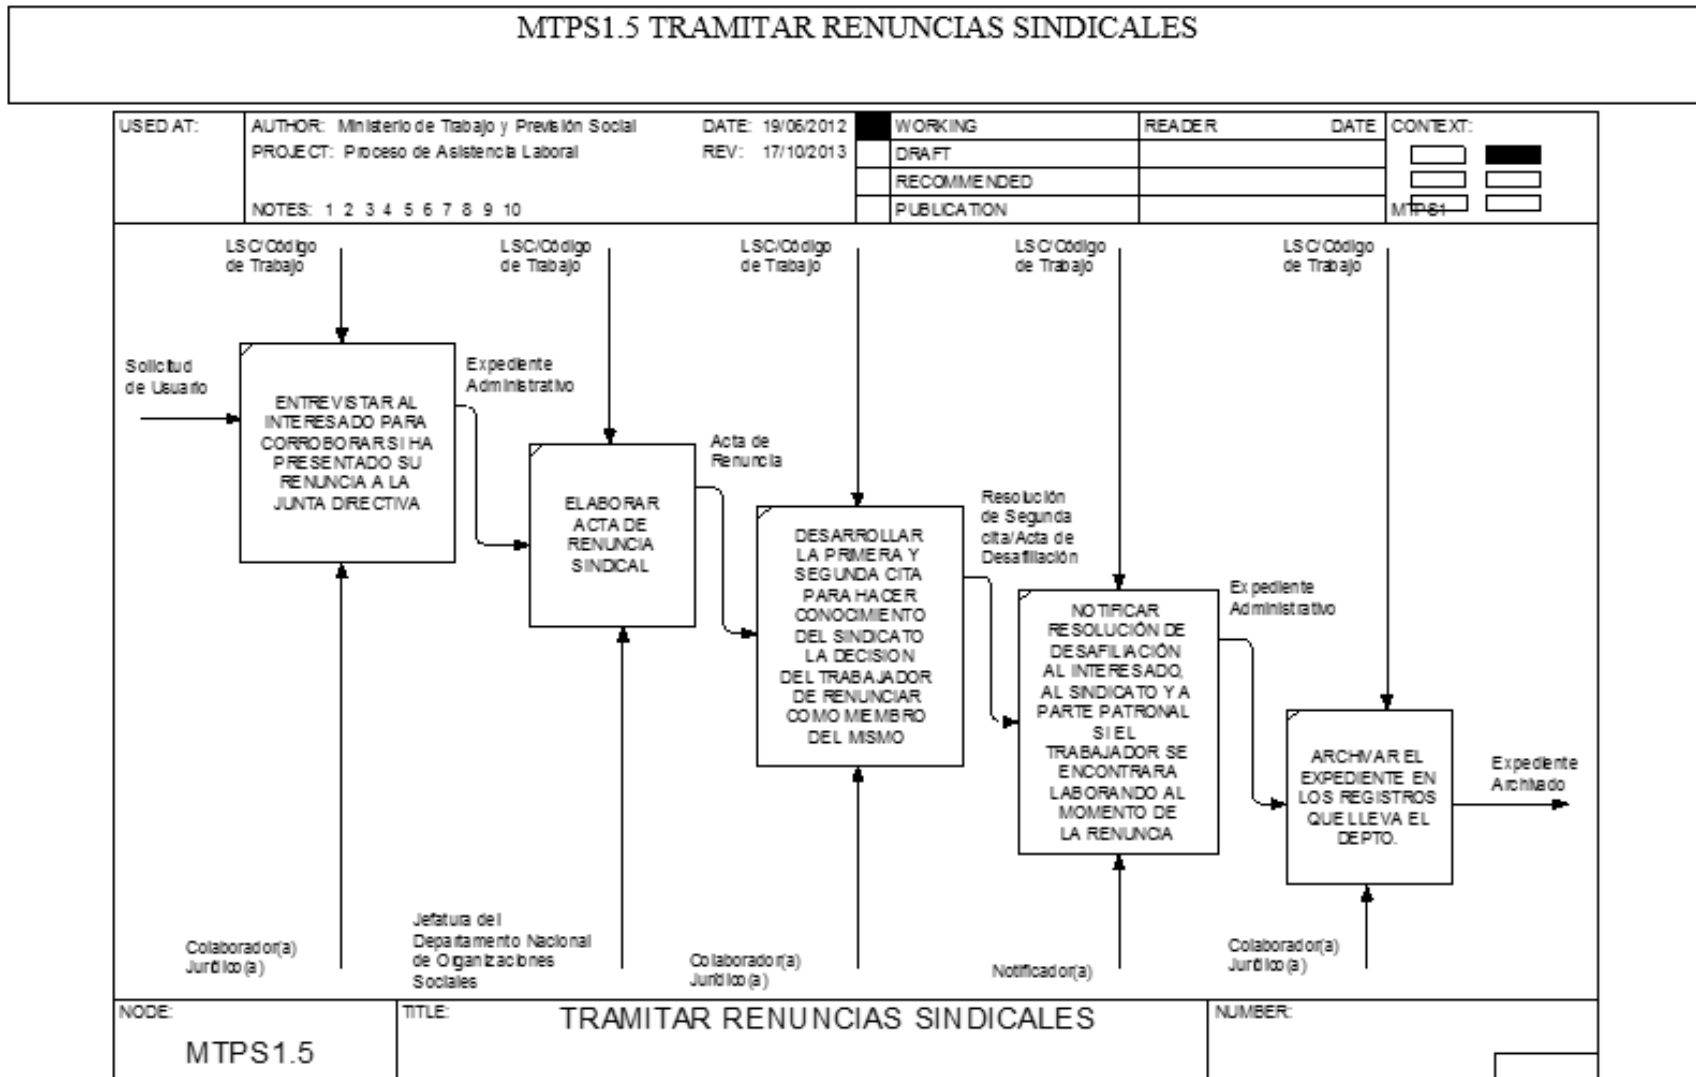 MTPS1.5 TRAMITAR RENUNCIAS SINDICALES
USED AT:
AUTHOR: Ministerio de Trabajo y Previsión Social
DATE: 19/06/2012
PROJECT: Proceso de Asistencia Laboral
REV: 17/10/2013
NOTES: 1 2 3 4 5 6 7 8 9 10
WORKING
DRAFT
RECOMMENDED
PUBLICATION
READER DATE
CONTEXT:
MTPS1
LSC/Código
de Trabajo
LSC/Código
de Trabajo
LSC/Código
de Trabajo
LSC/Código
de Trabajo
LSC/Código
de Trabajo
Solicitud
de Usuario
ENTREVISTAR AL
INTERESADO PARA
CORROBORAR SI HA
PRESENTADO SU
RENUNCIA A LA
JUNTA DIRECTIVA
Expediente
Administrativo
ELABORAR
ACTA DE
RENUNCIA
SINDICAL
Acta de
Renuncia
DESARROLLAR
LA PRIMERA Y
SEGUNDA CITA
PARA HACER
CONOCIMIENTO
DEL SINDICATO
LA DECISION
DEL TRABAJADOR
DE RENUNCIAR
COMO MIEMBRO
DEL MISMO
Resolución
de Segunda
cita/Acta de
Desafiliación
NOTIFICAR
RESOLUCIÓN DE
DESAFILIACIÓN
AL INTERESADO,
AL SINDICATO Y A
PARTE PATRONAL
SI EL
TRABAJADOR SE
ENCONTRARA
LABORANDO AL
MOMENTO DE
LA RENUNCIA
Expediente
Administrativo
ARCHIVAR EL
EXPEDIENTE EN
LOS REGISTROS
QUE LLEVA EL
DEPTO.
Expediente
Archivado
Colaborador(a)
Jurídico(a)
Jefatura del
Departamento Nacional
de Organizaciones
Sociales
Colaborador(a)
Jurídico(a)
Notificador(a)
Colaborador(a)
Jurídico(a)
NODE:
MTPS1.5
TITLE:
TRAMITAR RENUNCIAS SINDICALES
NUMBER: